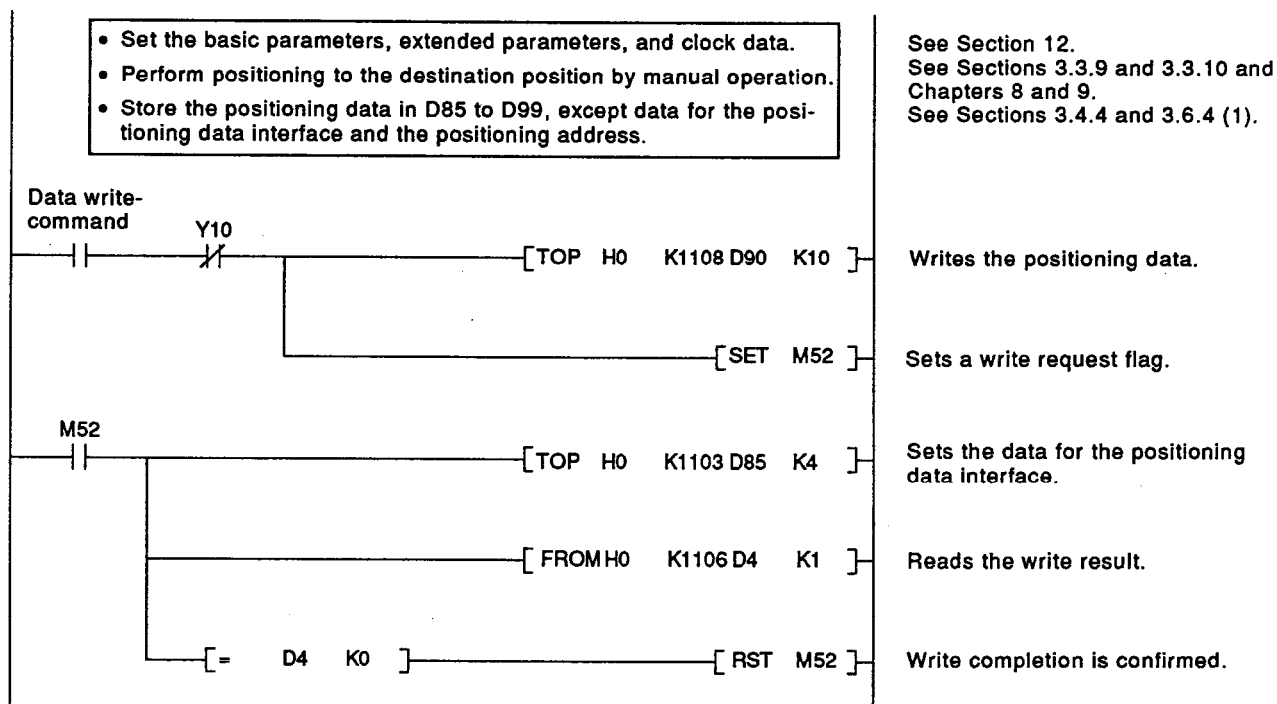 • Set the basic parameters, extended parameters, and clock data.
• Perform positioning to the destination position by manual operation.
• Store the positioning data in D85 to D99, except data for the posi-
tioning data interface and the positioning address.
See Section 12.
See Sections 3.3.9 and 3.3.10 and
Chapters 8 and 9.
See Sections 3.4.4 and 3.6.4 (1).
Data write-
command
Y10
[TOP H0 K1108 D90 K10 ]
Writes the positioning data.
[SET M52 ]
Sets a write request flag.
M52
[TOP H0 K1103 D85 K4 ]
Sets the data for the positioning
data interface.
[ FROM H0 K1106 D4 K1 ]
Reads the write result.
[= D4 K0 ]
[ RST M52 ]
Write completion is confirmed.